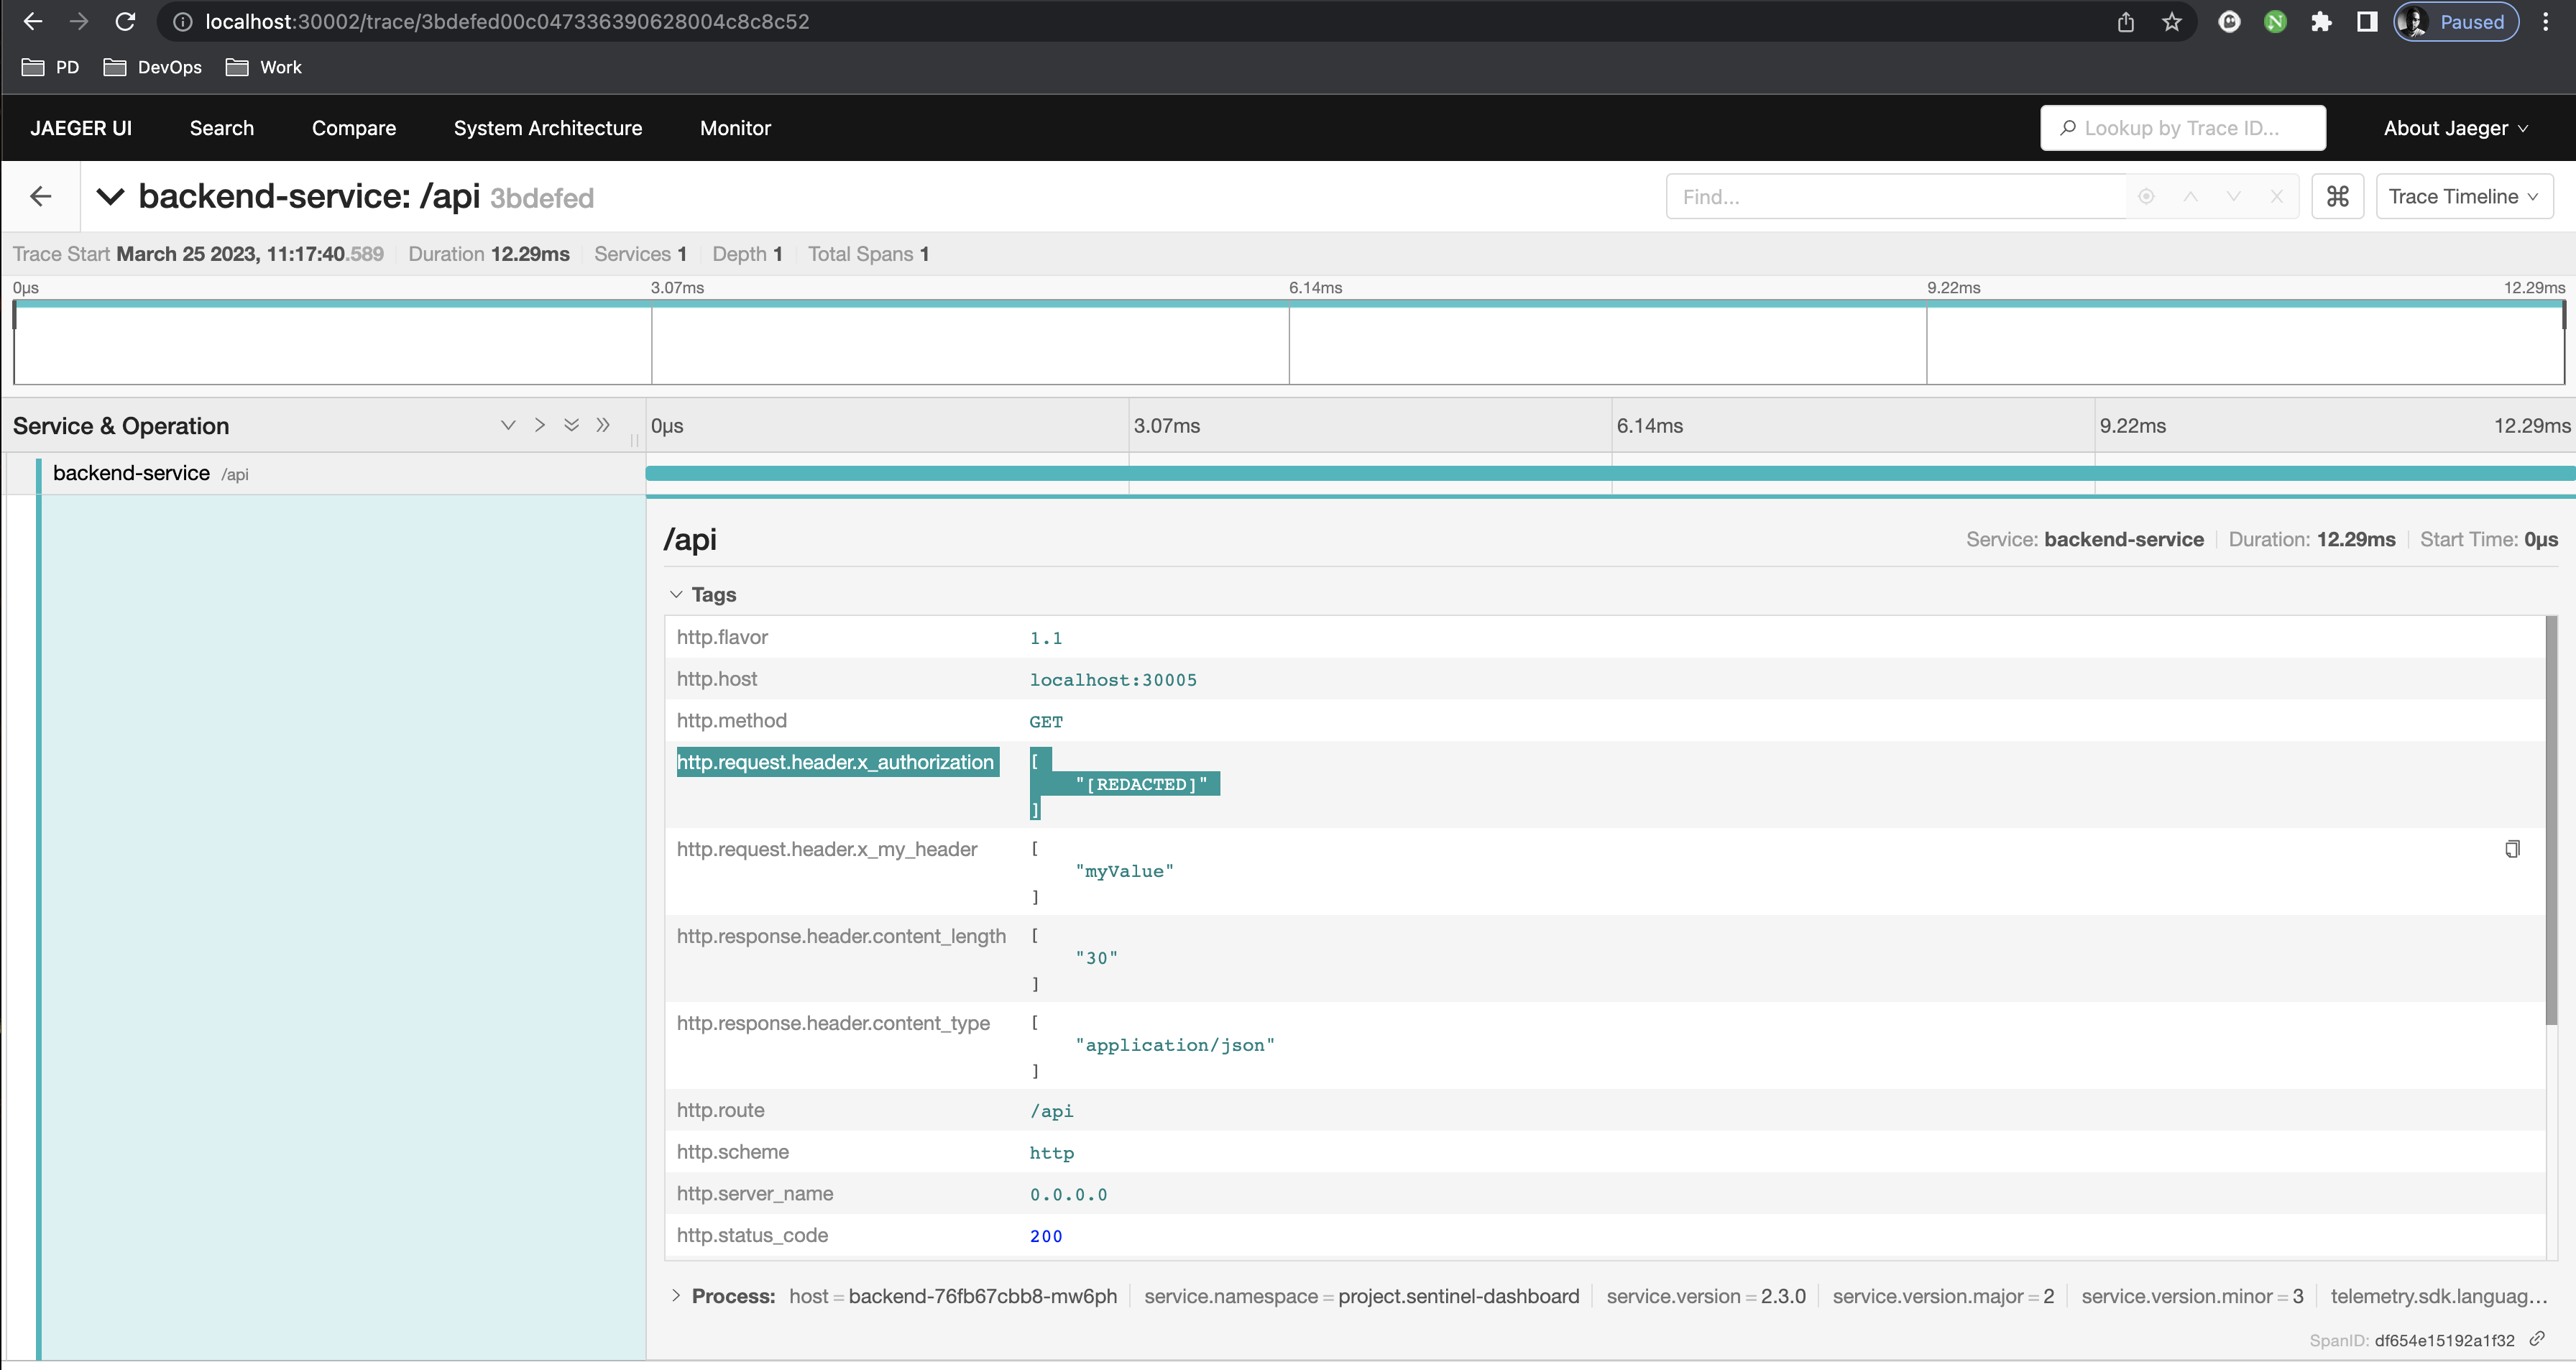 localhost:30002/trace/3bdefed00c047336390628004c8c8c52
Paused
PD DevOps Work
JAEGER UI Search Compare System Architecture Monitor Lookup by Trace ID... About Jaeger
backend-service: /api 3bdefed Find... Trace Timeline
Trace Start March 25 2023, 11:17:40.589 Duration 12.29ms Services 1 Depth 1 Total Spans 1
0μs 3.07ms 6.14ms 9.22ms 12.29ms
Service & Operation 0μs 3.07ms 6.14ms 9.22ms 12.29ms
backend-service /api
/api Service: backend-service Duration: 12.29ms Start Time: 0μs
Tags
http.flavor 1.1
http.host localhost:30005
http.method GET
http.request.header.x_authorization [
"[REDACTED]"
]
http.request.header.x_my_header [
"myValue"
]
http.response.header.content_length [
"30"
]
http.response.header.content_type [
"application/json"
]
http.route /api
http.scheme http
http.server_name 0.0.0.0
http.status_code 200
Process: host = backend-76fb67cbb8-mw6ph service.namespace = project.sentinel-dashboard service.version = 2.3.0 service.version.major = 2 service.version.minor = 3 telemetry.sdk.languag...
SpanID: df654e15192a1f32